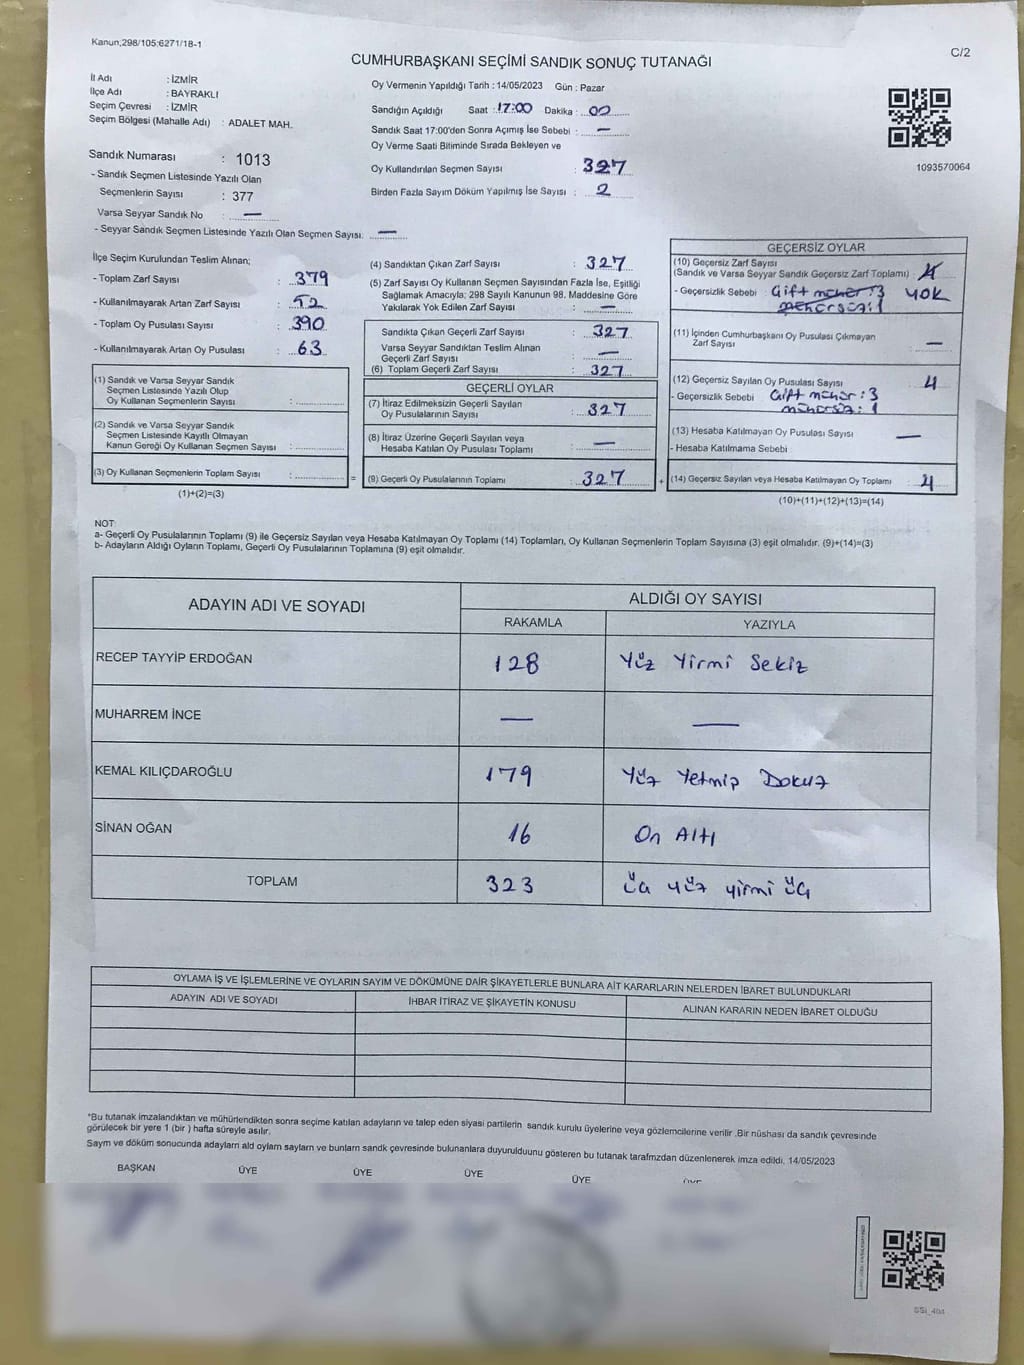 Kanun;298/105;6271/18-1
C/2
CUMHURBAŞKANI SEÇİMİ SANDIK SONUÇ TUTANAĞI
İl Adı : İZMİR
İlçe Adı : BAYRAKLI
Seçim Çevresi : İZMİR
Seçim Bölgesi (Mahalle Adı) : ADALET MAH.
Sandık Numarası : 1013
- Sandık Seçmen Listesinde Yazılı Olan
Seçmenlerin Sayısı : 377
Varsa Seyyar Sandık No : —
- Seyyar Sandık Seçmen Listesinde Yazılı Olan Seçmen Sayısı: —
Oy Vermenin Yapıldığı Tarih : 14/05/2023 Gün : Pazar
Sandığın Açıldığı Saat : 17:00 Dakika : 00
Sandık Saat 17:00'den Sonra Açımış İse Sebebi : —
Oy Verme Saati Bitiminde Sırada Bekleyen ve
Oy Kullandırılan Seçmen Sayısı : 327
Birden Fazla Sayım Döküm Yapılmış İse Sayısı : 2
1093570064
İlçe Seçim Kurulundan Teslim Alınan;
- Toplam Zarf Sayısı : 379
- Kullanılmayarak Artan Zarf Sayısı : 52
- Toplam Oy Pusulası Sayısı : 390
- Kullanılmayarak Artan Oy Pusulası : 63
(1) Sandık ve Varsa Seyyar Sandık
Seçmen Listesinde Yazılı Olup
Oy Kullanan Seçmenlerin Sayısı :
(2) Sandık ve Varsa Seyyar Sandık
Seçmen Listesinde Kayıtlı Olmayan
Kanun Gereği Oy Kullanan Seçmen Sayısı :
(3) Oy Kullanan Seçmenlerin Toplam Sayısı : =
(1)+(2)=(3)
(4) Sandıktan Çıkan Zarf Sayısı : 327
(5) Zarf Sayısı Oy Kullanan Seçmen Sayısından Fazla İse, Eşitliği
Sağlamak Amacıyla; 298 Sayılı Kanunun 98. Maddesine Göre
Yakılarak Yok Edilen Zarf Sayısı : —
Sandıkta Çıkan Geçerli Zarf Sayısı : 327
Varsa Seyyar Sandıktan Teslim Alınan
Geçerli Zarf Sayısı : —
(6) Toplam Geçerli Zarf Sayısı : 327
GEÇERLİ OYLAR
(7) İtiraz Edilmeksizin Geçerli Sayılan
Oy Pusulalarının Sayısı : 327
(8) İtiraz Üzerine Geçerli Sayılan veya
Hesaba Katılan Oy Pusulası Toplamı : —
(9) Geçerli Oy Pusulalarının Toplamı : 327 +
GEÇERSİZ OYLAR
(10) Geçersiz Zarf Sayısı
(Sandık ve Varsa Seyyar Sandık Geçersiz Zarf Toplamı) : 4
- Geçersizlik Sebebi : Çift mühür : 3 YOK
mühürsüz : 1
(11) İçinden Cumhurbaşkanı Oy Pusulası Çıkmayan
Zarf Sayısı : —
(12) Geçersiz Sayılan Oy Pusulası Sayısı : 4
- Geçersizlik Sebebi Çift mühür : 3
mühürsüz : 1
(13) Hesaba Katılmayan Oy Pusulası Sayısı : —
- Hesaba Katılmama Sebebi
(14) Geçersiz Sayılan veya Hesaba Katılmayan Oy Toplamı : 4
(10)+(11)+(12)+(13)=(14)
NOT:
a- Geçerli Oy Pusulalarının Toplamı (9) ile Geçersiz Sayılan veya Hesaba Katılmayan Oy Toplamı (14) Toplamları, Oy Kullanan Seçmenlerin Toplam Sayısına (3) eşit olmalıdır. (9)+(14)=(3)
b- Adayların Aldığı Oyların Toplamı, Geçerli Oy Pusulalarının Toplamına (9) eşit olmalıdır.
ADAYIN ADI VE SOYADI ALDIĞI OY SAYISI
RAKAMLA YAZIYLA
RECEP TAYYİP ERDOĞAN 128 Yüz Yirmi Sekiz
MUHARREM İNCE — —
KEMAL KILIÇDAROĞLU 179 Yüz Yetmiş Dokuz
SİNAN OĞAN 16 On Altı
TOPLAM 323 üç yüz yirmi üç
OYLAMA İŞ VE İŞLEMLERİNE VE OYLARIN SAYIM VE DÖKÜMÜNE DAİR ŞİKAYETLERLE BUNLARA AİT KARARLARIN NELERDEN İBARET BULUNDUKLARI
ADAYIN ADI VE SOYADI İHBAR İTİRAZ VE ŞİKAYETİN KONUSU ALINAN KARARIN NEDEN İBARET OLDUĞU
*Bu tutanak imzalandıktan ve mühürlendikten sonra seçime katılan adayların ve talep eden siyasi partilerin sandık kurulu üyelerine veya gözlemcilerine verilir .Bir nüshası da sandık çevresinde
görülecek bir yere 1 (bir ) hafta süreyle asılır.
Sayım ve döküm sonucunda adayların ald oyların sayları ve bunların sandk çevresinde bulunanlara duyurulduunu gösteren bu tutanak tarafmzdan düzenlenerek imza edildi. 14/05/2023
BAŞKAN ÜYE ÜYE ÜYE ÜYE ÜYE
SSİ_404